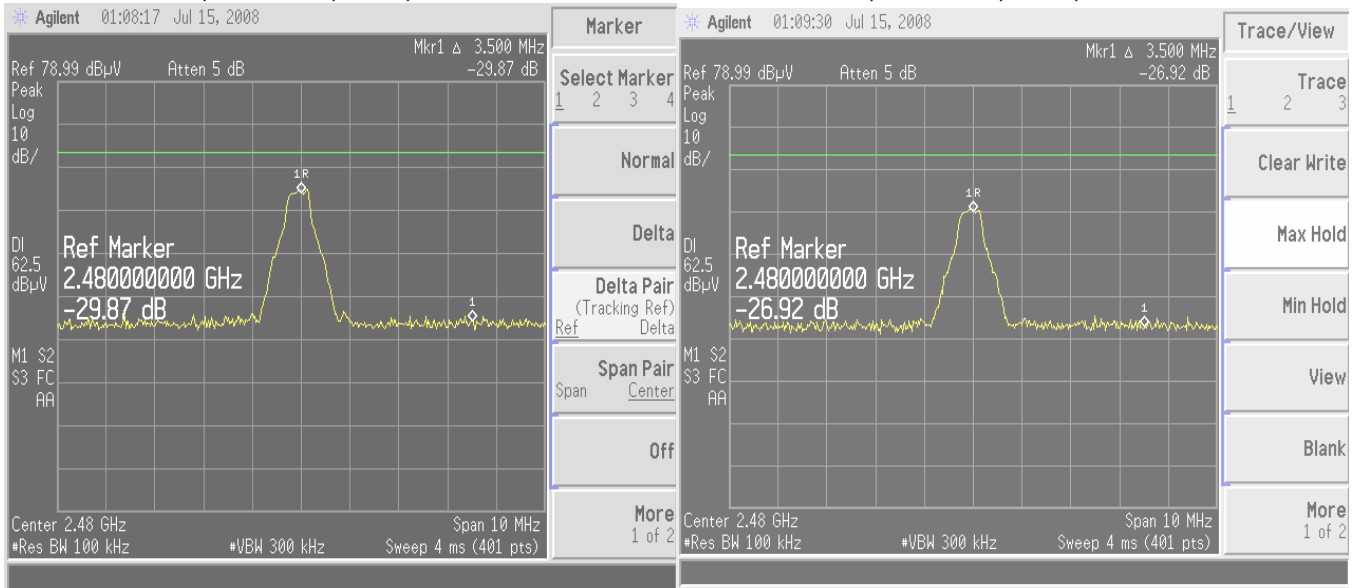 Agilent 01:08:17 Jul 15, 2008
Mkr1 Δ 3.500 MHz
Ref 78.99 dBµV Atten 5 dB -29.87 dB
Peak
Log
10
dB/
1R
DI
62.5
dBµV
Ref Marker
2.480000000 GHz
-29.87 dB
1
M1 S2
S3 FC
AA
Center 2.48 GHz Span 10 MHz
#Res BW 100 kHz #VBW 300 kHz Sweep 4 ms (401 pts)
Marker
Select Marker
1 2 3 4
Normal
Delta
Delta Pair
(Tracking Ref)
Ref Delta
Span Pair
Span Center
Off
More
1 of 2
Agilent 01:09:30 Jul 15, 2008
Mkr1 Δ 3.500 MHz
Ref 78.99 dBµV Atten 5 dB -26.92 dB
Peak
Log
10
dB/
1R
DI
62.5
dBµV
Ref Marker
2.480000000 GHz
-26.92 dB
1
M1 S2
S3 FC
AA
Center 2.48 GHz Span 10 MHz
#Res BW 100 kHz #VBW 300 kHz Sweep 4 ms (401 pts)
Trace/View
Trace
1 2 3
Clear Write
Max Hold
Min Hold
View
Blank
More
1 of 2